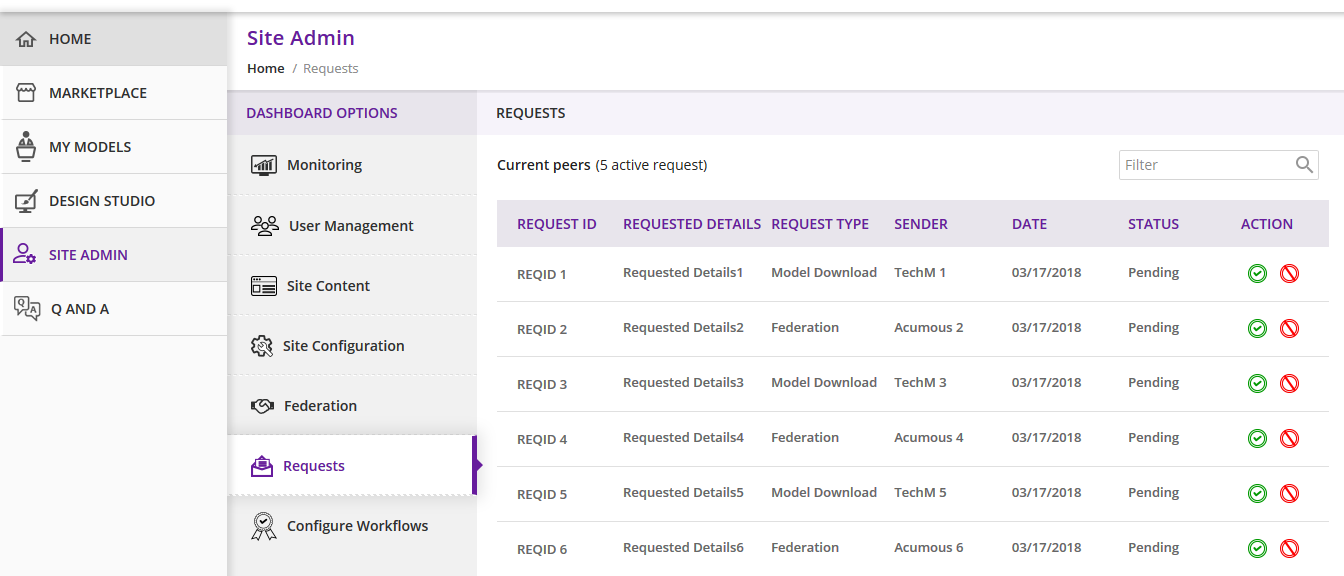 HOME
MARKETPLACE
MY MODELS
DESIGN STUDIO
SITE ADMIN
Q AND A
Site Admin
Home / Requests
DASHBOARD OPTIONS
Monitoring
User Management
Site Content
Site Configuration
Federation
Requests
Configure Workflows
REQUESTS
Current peers (5 active request)
Filter
REQUEST ID REQUESTED DETAILS REQUEST TYPE SENDER DATE STATUS ACTION
REQID 1 Requested Details1 Model Download TechM 1 03/17/2018 Pending
REQID 2 Requested Details2 Federation Acumous 2 03/17/2018 Pending
REQID 3 Requested Details3 Model Download TechM 3 03/17/2018 Pending
REQID 4 Requested Details4 Federation Acumous 4 03/17/2018 Pending
REQID 5 Requested Details5 Model Download TechM 5 03/17/2018 Pending
REQID 6 Requested Details6 Federation Acumous 6 03/17/2018 Pending